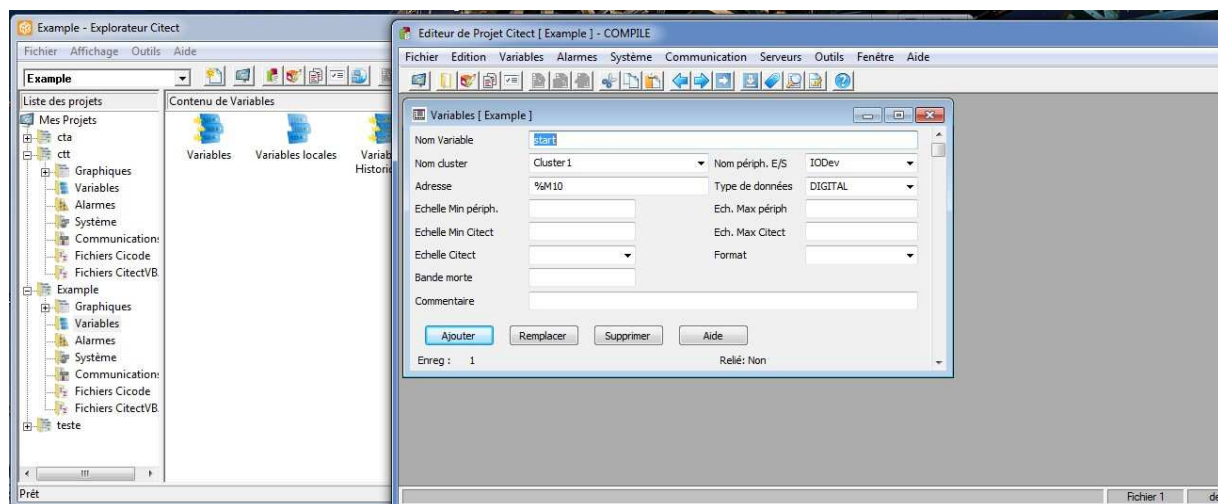 Example - Explorateur Citect
Fichier Affichage Outils Aide
Example
Liste des projets
Contenu de Variables
Mes Projets
cta
ctt
Graphiques
Variables
Alarmes
Système
Communication
Fichiers Cicode
Fichiers CitectVB
Example
Graphiques
Variables
Alarmes
Système
Communication
Fichiers Cicode
Fichiers CitectVB
teste
Variables
Variables locales
Prêt
Editeur de Projet Citect [ Example ] - COMPILE
Fichier Edition Variables Alarmes Système Communication Serveurs Outils Fenêtre Aide
Variables [ Example ]
Nom Variable start
Nom cluster Cluster1 Nom périph. E/S IODev
Adresse %M10 Type de données DIGITAL
Echelle Min périph. Ech. Max périph
Echelle Min Citect Ech. Max Citect
Echelle Citect Format
Bande morte
Commentaire
Ajouter Remplacer Supprimer Aide
Enreg : 1 Relié: Non
Fichier 1